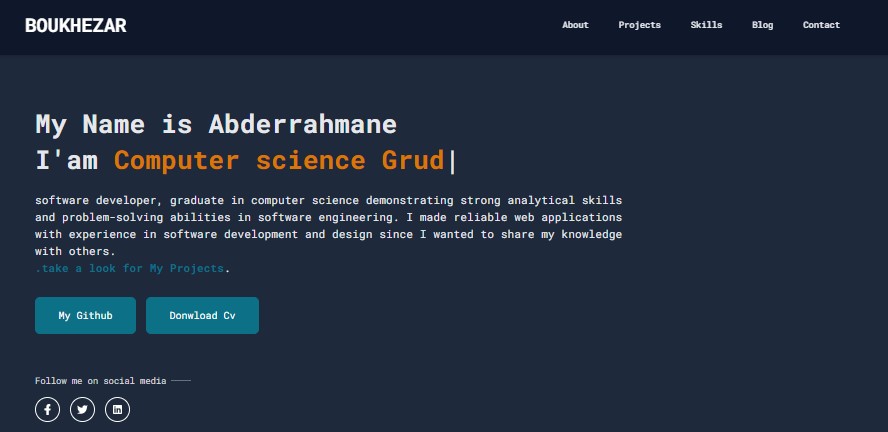 BOUKHEZAR
About Projects Skills Blog Contact
My Name is Abderrahmane
I'am Computer science Grud|
software developer, graduate in computer science demonstrating strong analytical skills
and problem-solving abilities in software engineering. I made reliable web applications
with experience in software development and design since I wanted to share my knowledge
with others.
.take a look for My Projects.
My Github Donwload Cv
Follow me on social media